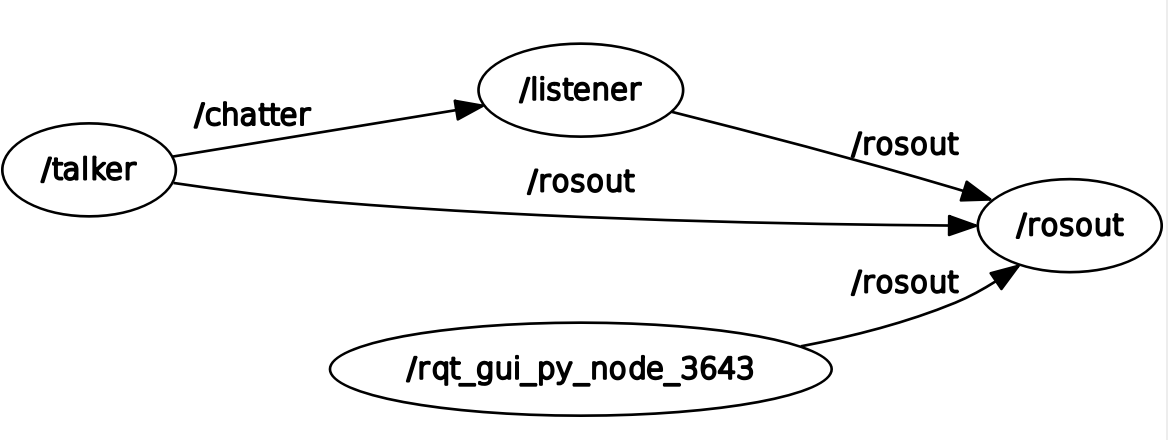 /listener
/chatter
/rosout
/talker
/rosout
/rosout
/rosout
/rqt_gui_py_node_3643